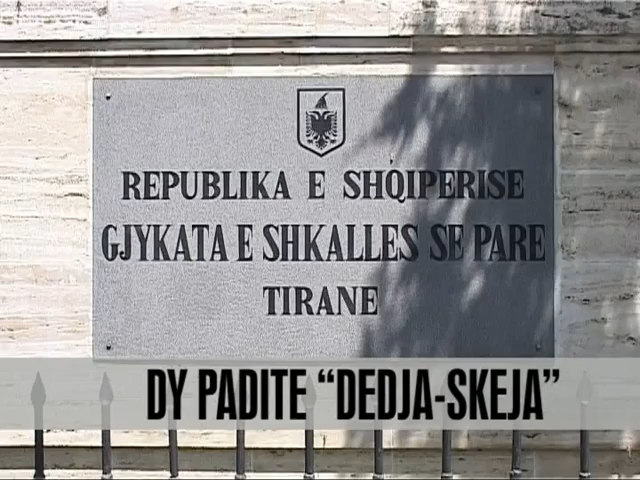 REPUBLIKA E SHQIPERISE
GJYKATA E SHKALLES SE PARE
TIRANE
DY PADITE “DEDJA-SKEJA”